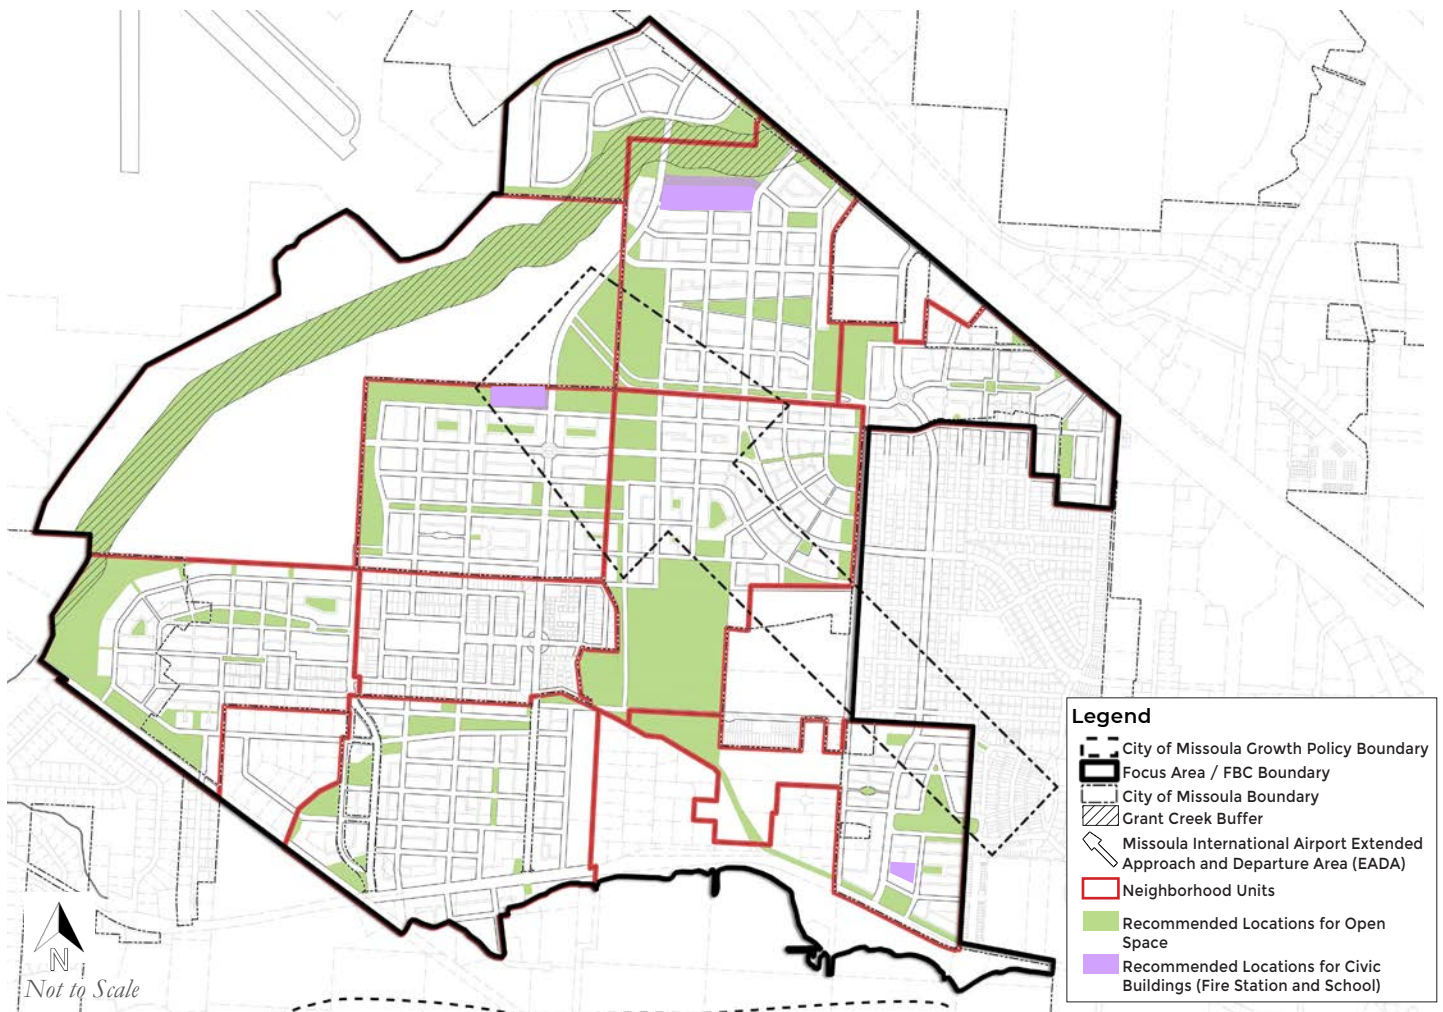 Legend
City of Missoula Growth Policy Boundary
Focus Area / FBC Boundary
City of Missoula Boundary
Grant Creek Buffer
Missoula International Airport Extended
Approach and Departure Area (EADA)
Neighborhood Units
Recommended Locations for Open
Space
Recommended Locations for Civic
Buildings (Fire Station and School)
N
Not to Scale